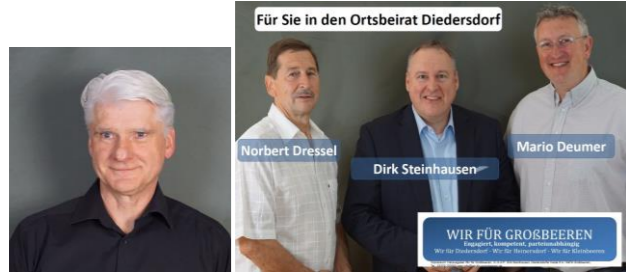 Für Sie in den Ortsbeirat Diedersdorf
Norbert Dressel
Dirk Steinhausen
Mario Deumer
WIR FÜR GROßBEEREN
Engagiert, kompetent, parteiunabhängig
Wir für Diedersdorf - Wir für Heinersdorf - Wir für Kleinbeeren